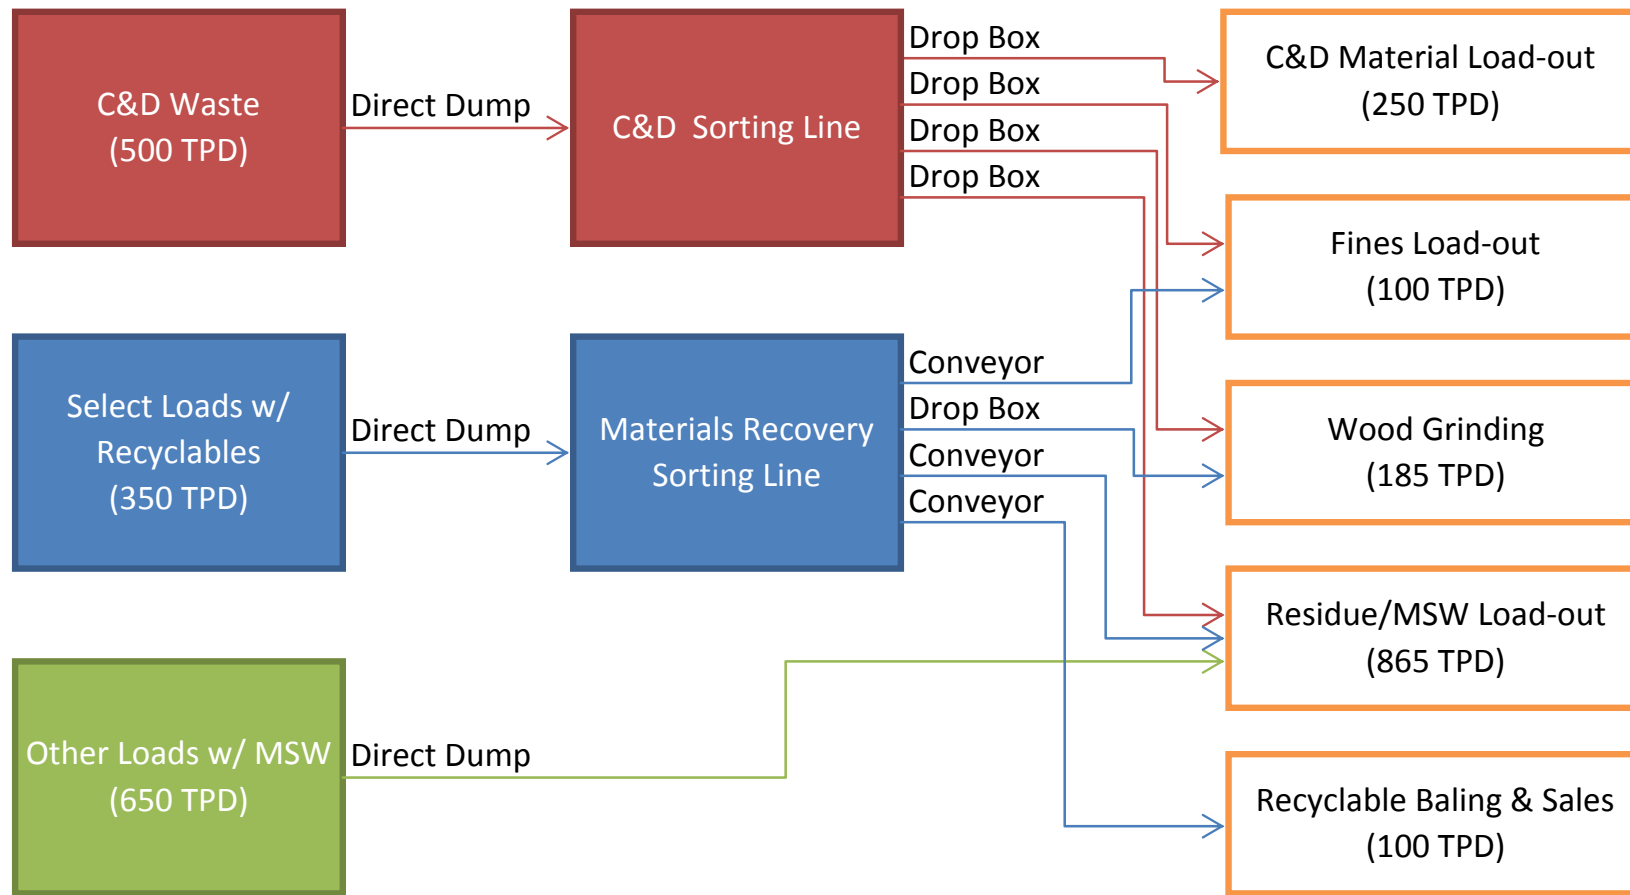 C&D Waste
(500 TPD)
Direct Dump
C&D  Sorting Line
Drop Box
Drop Box
Drop Box
Drop Box
C&D Material Load-out
(250 TPD)
Fines Load-out
(100 TPD)
Select Loads w/
Recyclables
(350 TPD)
Direct Dump
Materials Recovery
Sorting Line
Conveyor
Drop Box
Conveyor
Conveyor
Wood Grinding
(185 TPD)
Residue/MSW Load-out
(865 TPD)
Other Loads w/ MSW
(650 TPD)
Direct Dump
Recyclable Baling & Sales
(100 TPD)